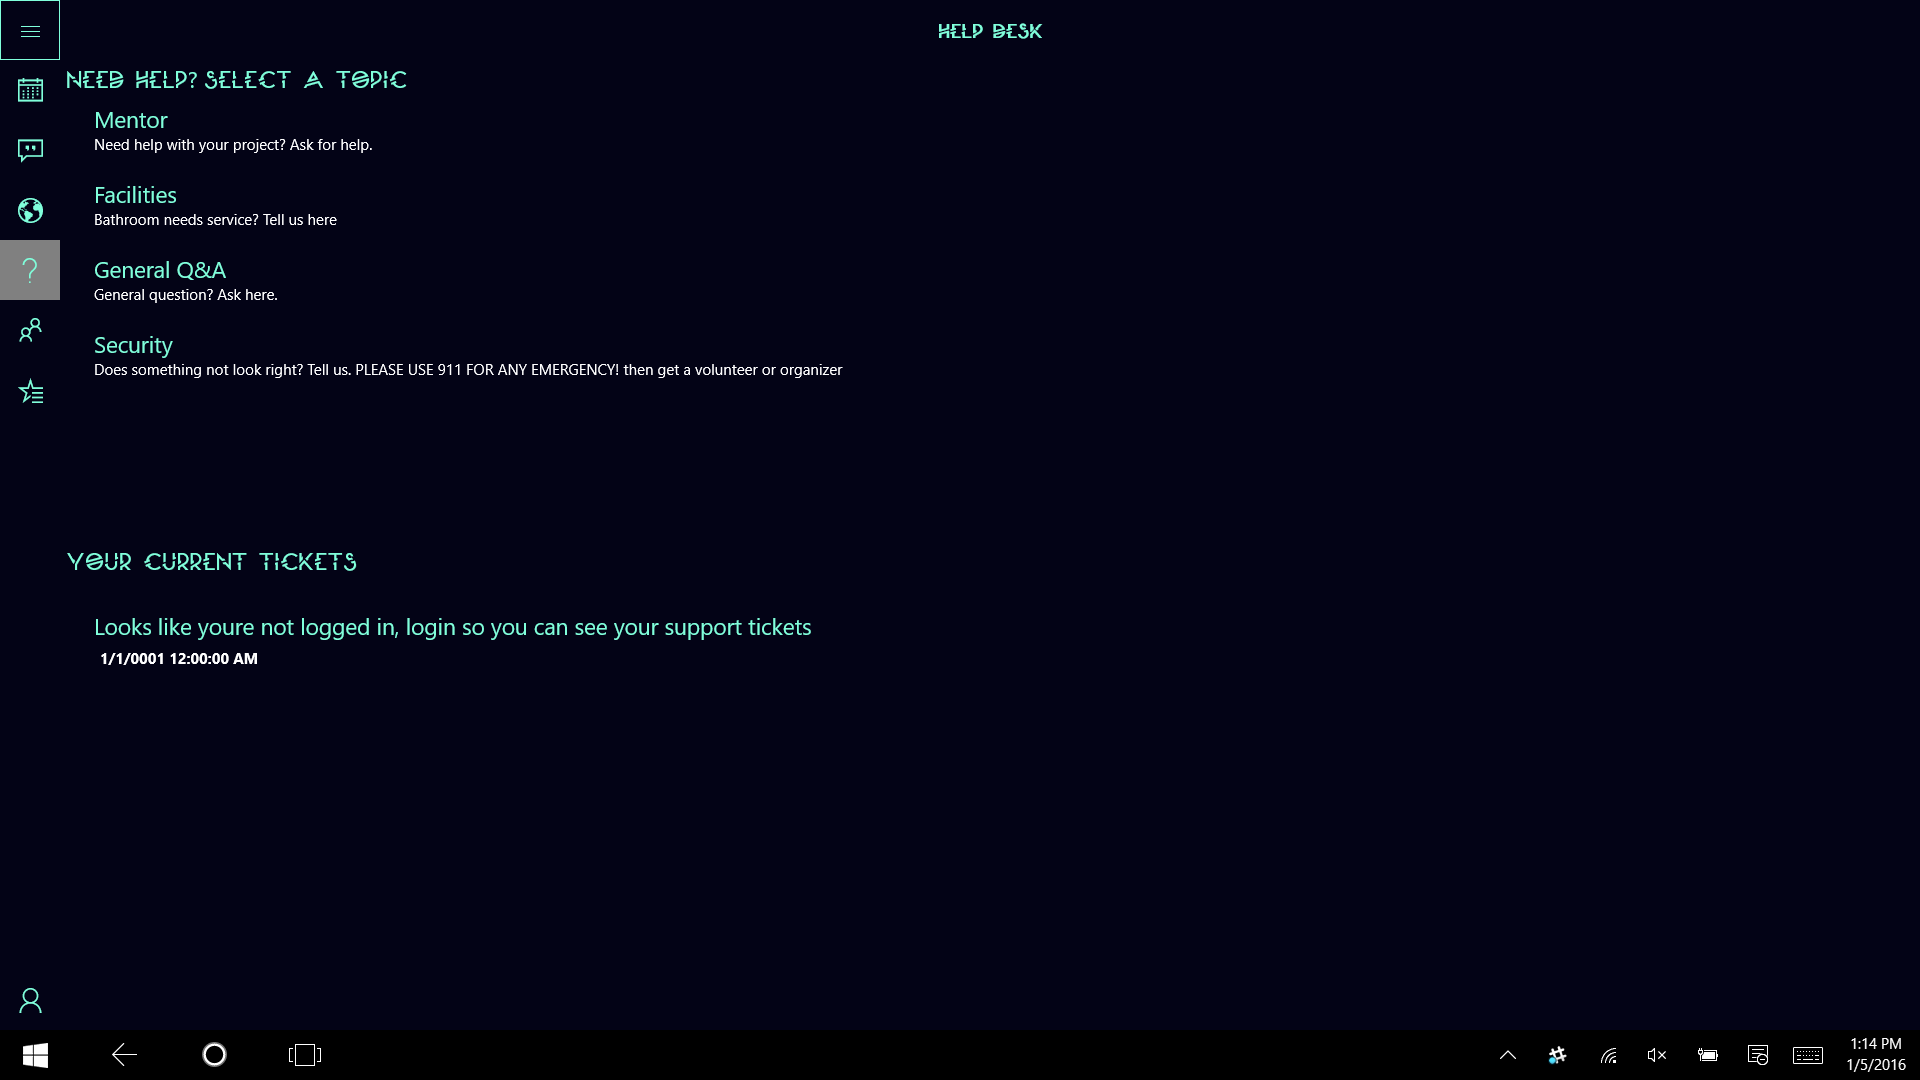 HELP DESK
NEED HELP? SELECT A TOPIC
Mentor
Need help with your project? Ask for help.
Facilities
Bathroom needs service? Tell us here
General Q&A
General question? Ask here.
Security
Does something not look right? Tell us. PLEASE USE 911 FOR ANY EMERGENCY! then get a volunteer or organizer
YOUR CURRENT TICKETS
Looks like youre not logged in, login so you can see your support tickets
1/1/0001 12:00:00 AM
1:14 PM
1/5/2016